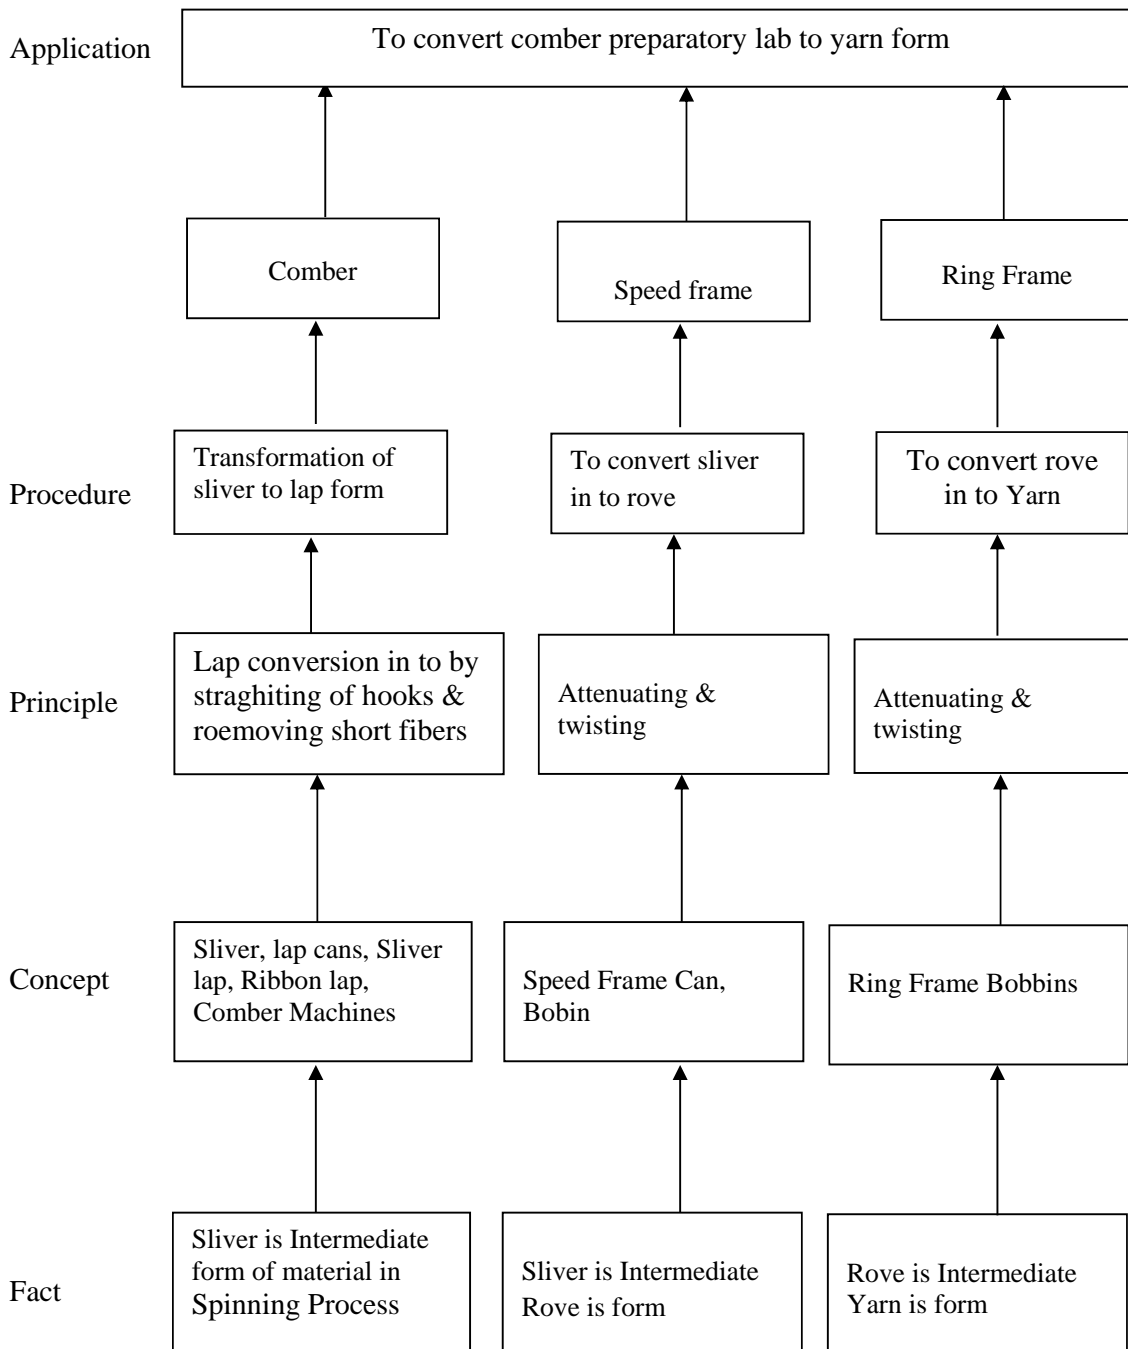 Application
To convert comber preparatory lab to yarn form
Comber
Speed frame
Ring Frame
Procedure
Transformation of
sliver to lap form
To convert sliver
in to rove
To convert rove
in to Yarn
Principle
Lap conversion in to by
straghiting of hooks &
roemoving short fibers
Attenuating &
twisting
Attenuating &
twisting
Concept
Sliver, lap cans, Sliver
lap, Ribbon lap,
Comber Machines
Speed Frame Can,
Bobin
Ring Frame Bobbins
Fact
Sliver is Intermediate
form of material in
Spinning Process
Sliver is Intermediate
Rove is form
Rove is Intermediate
Yarn is form